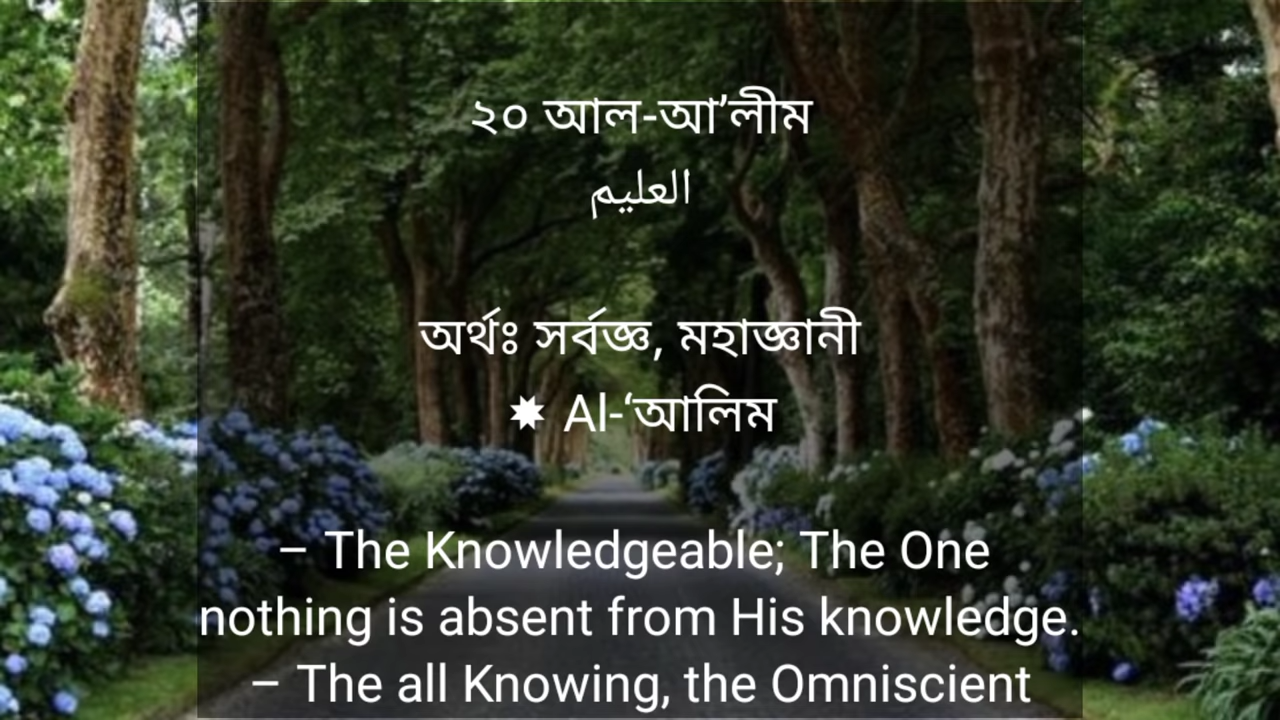 ২০ আল-আ’লীম
العليم
অর্থঃ সর্বজ্ঞ, মহাজ্ঞানী
✸ Al-‘আলিম
– The Knowledgeable; The One
nothing is absent from His knowledge.
– The all Knowing, the Omniscient